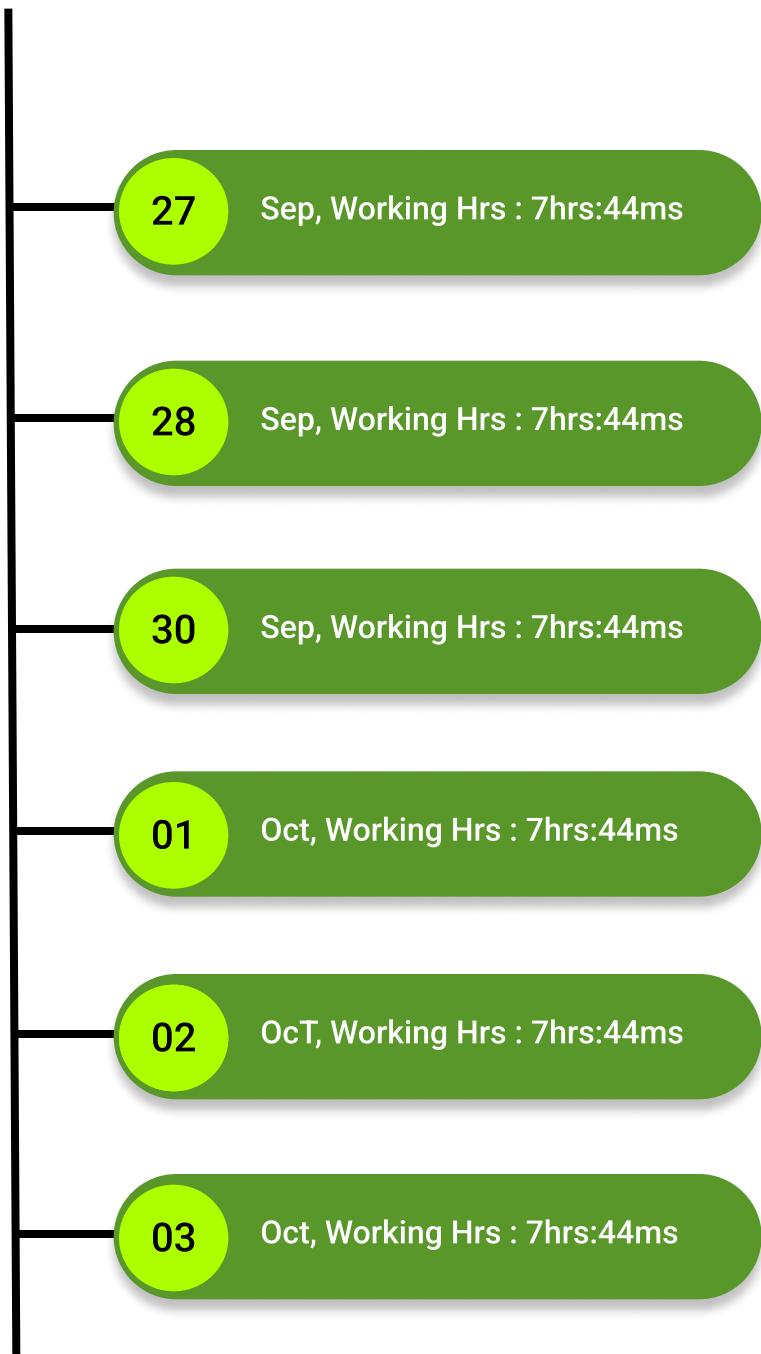 27 Sep, Working Hrs : 7hrs:44ms
28 Sep, Working Hrs : 7hrs:44ms
30 Sep, Working Hrs : 7hrs:44ms
01 Oct, Working Hrs : 7hrs:44ms
02 OcT, Working Hrs : 7hrs:44ms
03 Oct, Working Hrs : 7hrs:44ms